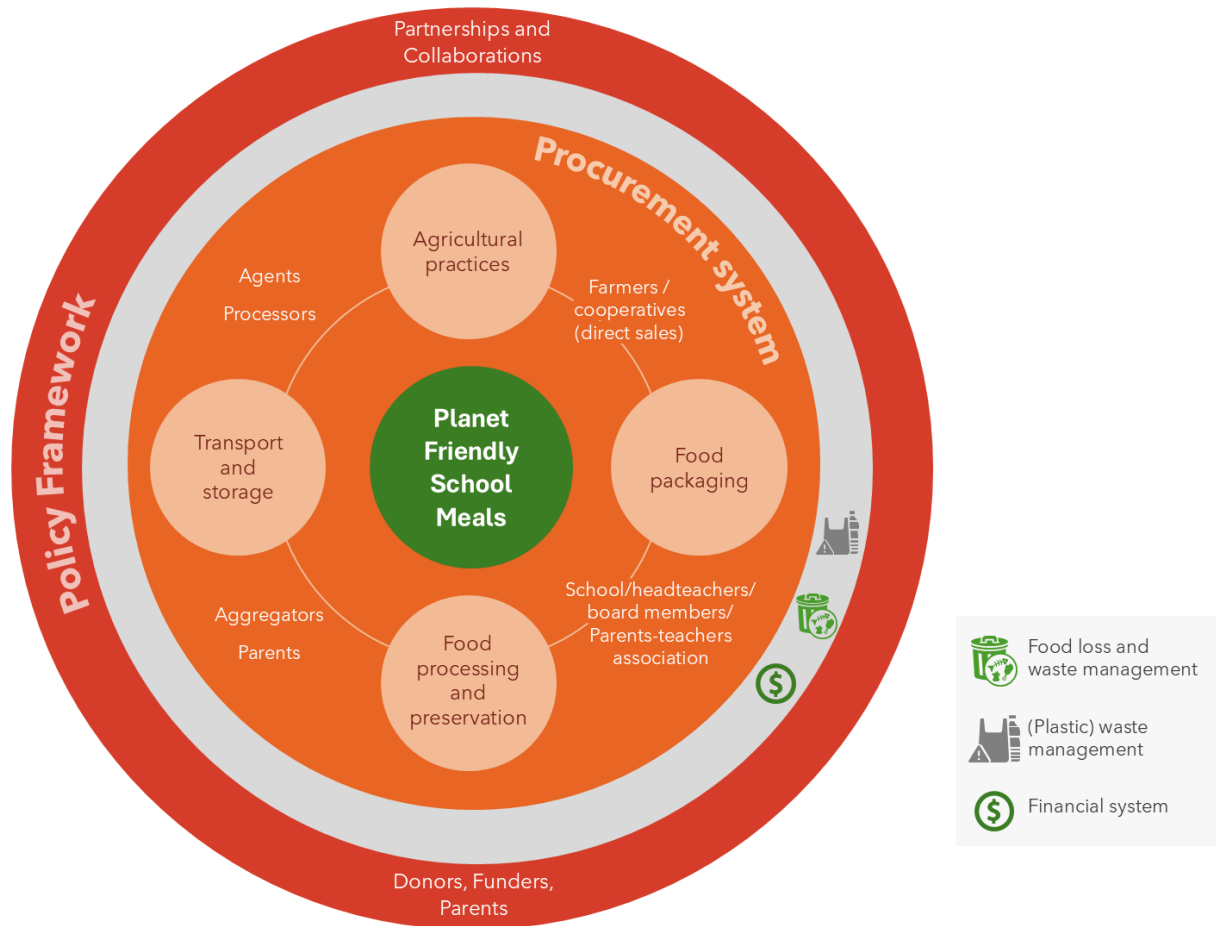 Partnerships and
Collaborations
Policy Framework
Procurement system
Agricultural
practices
Agents
Processors
Farmers /
cooperatives
(direct sales)
Transport
and
storage
Planet
Friendly
School
Meals
Food
packaging
Aggregators
Parents
Food
processing
and
preservation
School/headteachers/
board members/
Parents-teachers
association
$
Donors, Funders,
Parents
Food loss and
waste management
(Plastic) waste
management
$
Financial system